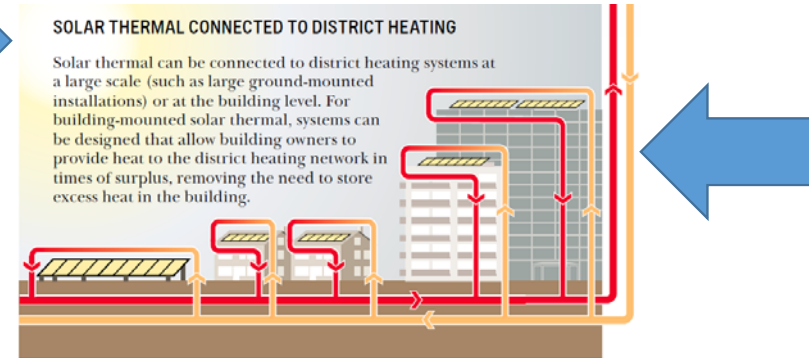 SOLAR THERMAL CONNECTED TO DISTRICT HEATING
Solar thermal can be connected to district heating systems at
a large scale (such as large ground-mounted
installations) or at the building level. For
building-mounted solar thermal, systems can
be designed that allow building owners to
provide heat to the district heating network in
times of surplus, removing the need to store
excess heat in the building.